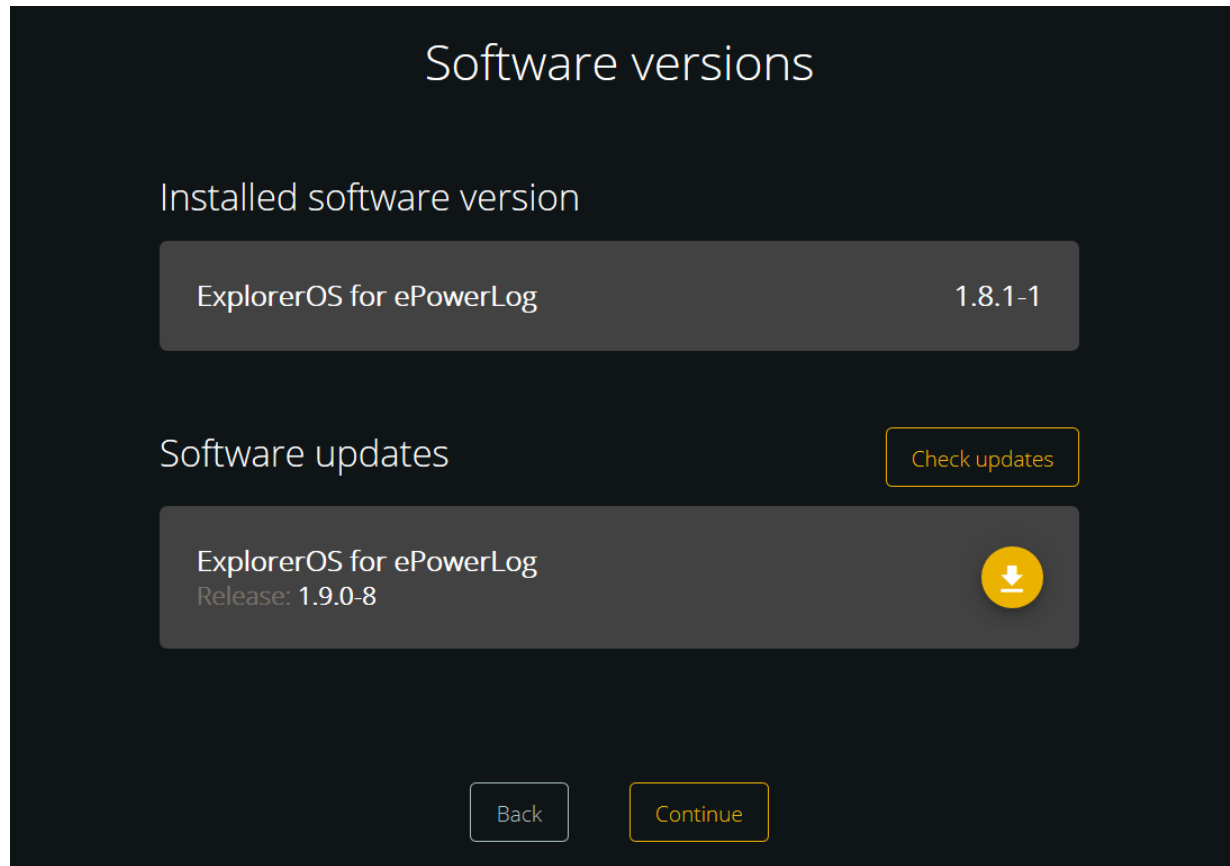 Software versions
Installed software version
ExplorerOS for ePowerLog 1.8.1-1
Software updates Check updates
ExplorerOS for ePowerLog
Release: 1.9.0-8
Back Continue